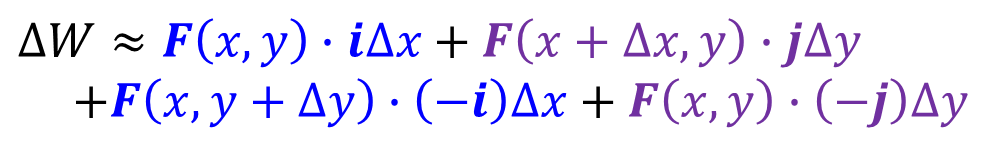 ΔW ≈ F(x, y) · iΔx + F(x + Δx, y) · jΔy
+F(x, y + Δy) · (−i)Δx + F(x, y) · (−j)Δy